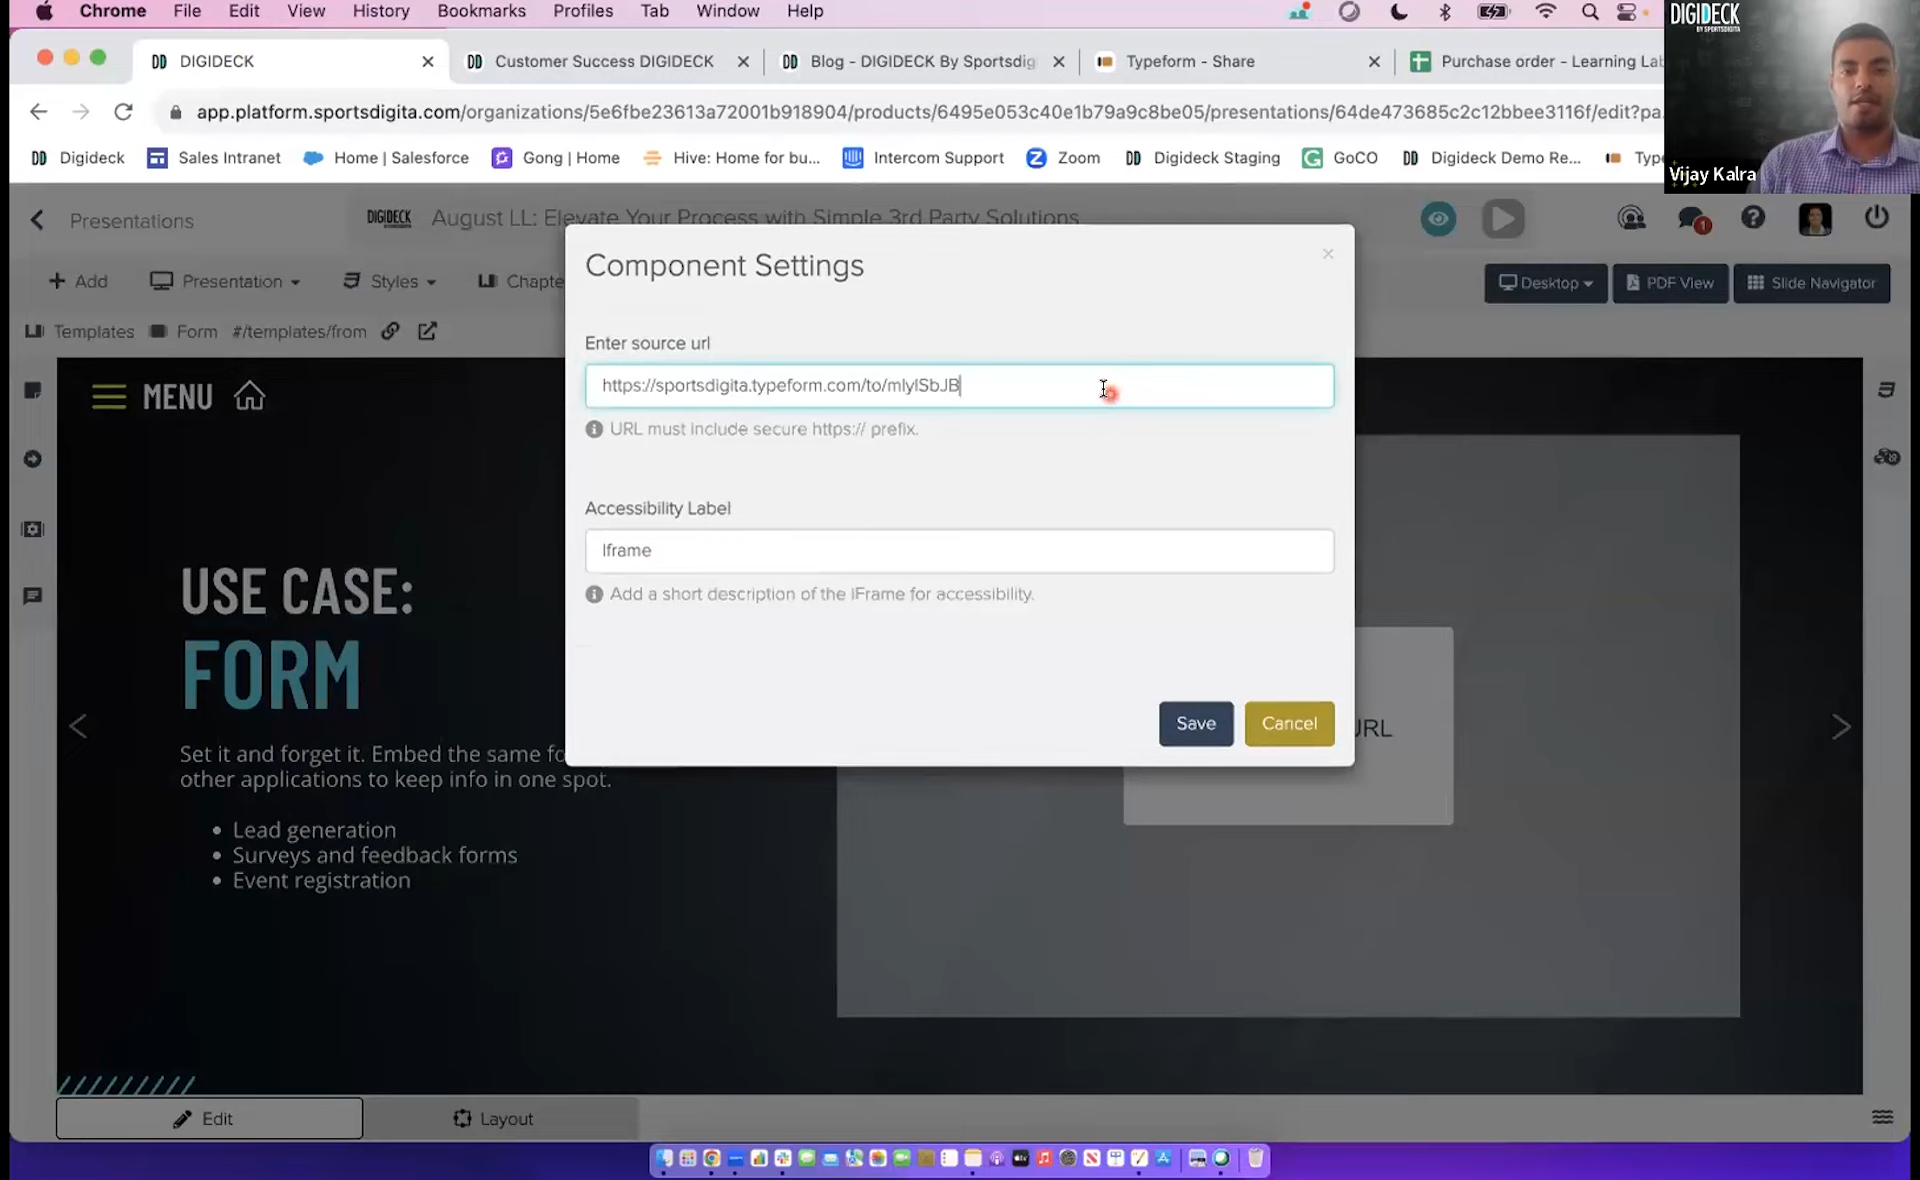 Chrome File Edit View History Bookmarks Profiles Tab Window Help
DIGIDECK
BY SPORTSDIGITA
DIGIDECK
Customer Success DIGIDECK
Blog - DIGIDECK By Sportsdig
Typeform - Share
Purchase order - Learning La
app.platform.sportsdigita.com/organizations/5e6fbe23613a72001b918904/products/6495e053c40e1b79a9c8be05/presentations/64de473685c2c12bbee3116f/edit?pa
Digideck Sales Intranet Home | Salesforce Gong | Home Hive: Home for bu... Intercom Support Zoom Digideck Staging GoCO Digideck Demo Re... Type
Vijay Kalra
Presentations
DIGIDECK
August LL: Elevate Your Process with Simple 3rd Party Solutions
1
Add Presentation Styles Chapte
Desktop PDF View Slide Navigator
Templates Form #/templates/from
Component Settings
×
Enter source url
https://sportsdigita.typeform.com/to/mlylSbJB
URL must include secure https:// prefix.
Accessibility Label
Iframe
Add a short description of the IFrame for accessibility.
Save Cancel
MENU
USE CASE:
FORM
Set it and forget it. Embed the same fo
other applications to keep info in one spot.
• Lead generation
• Surveys and feedback forms
• Event registration
URL
Edit Layout